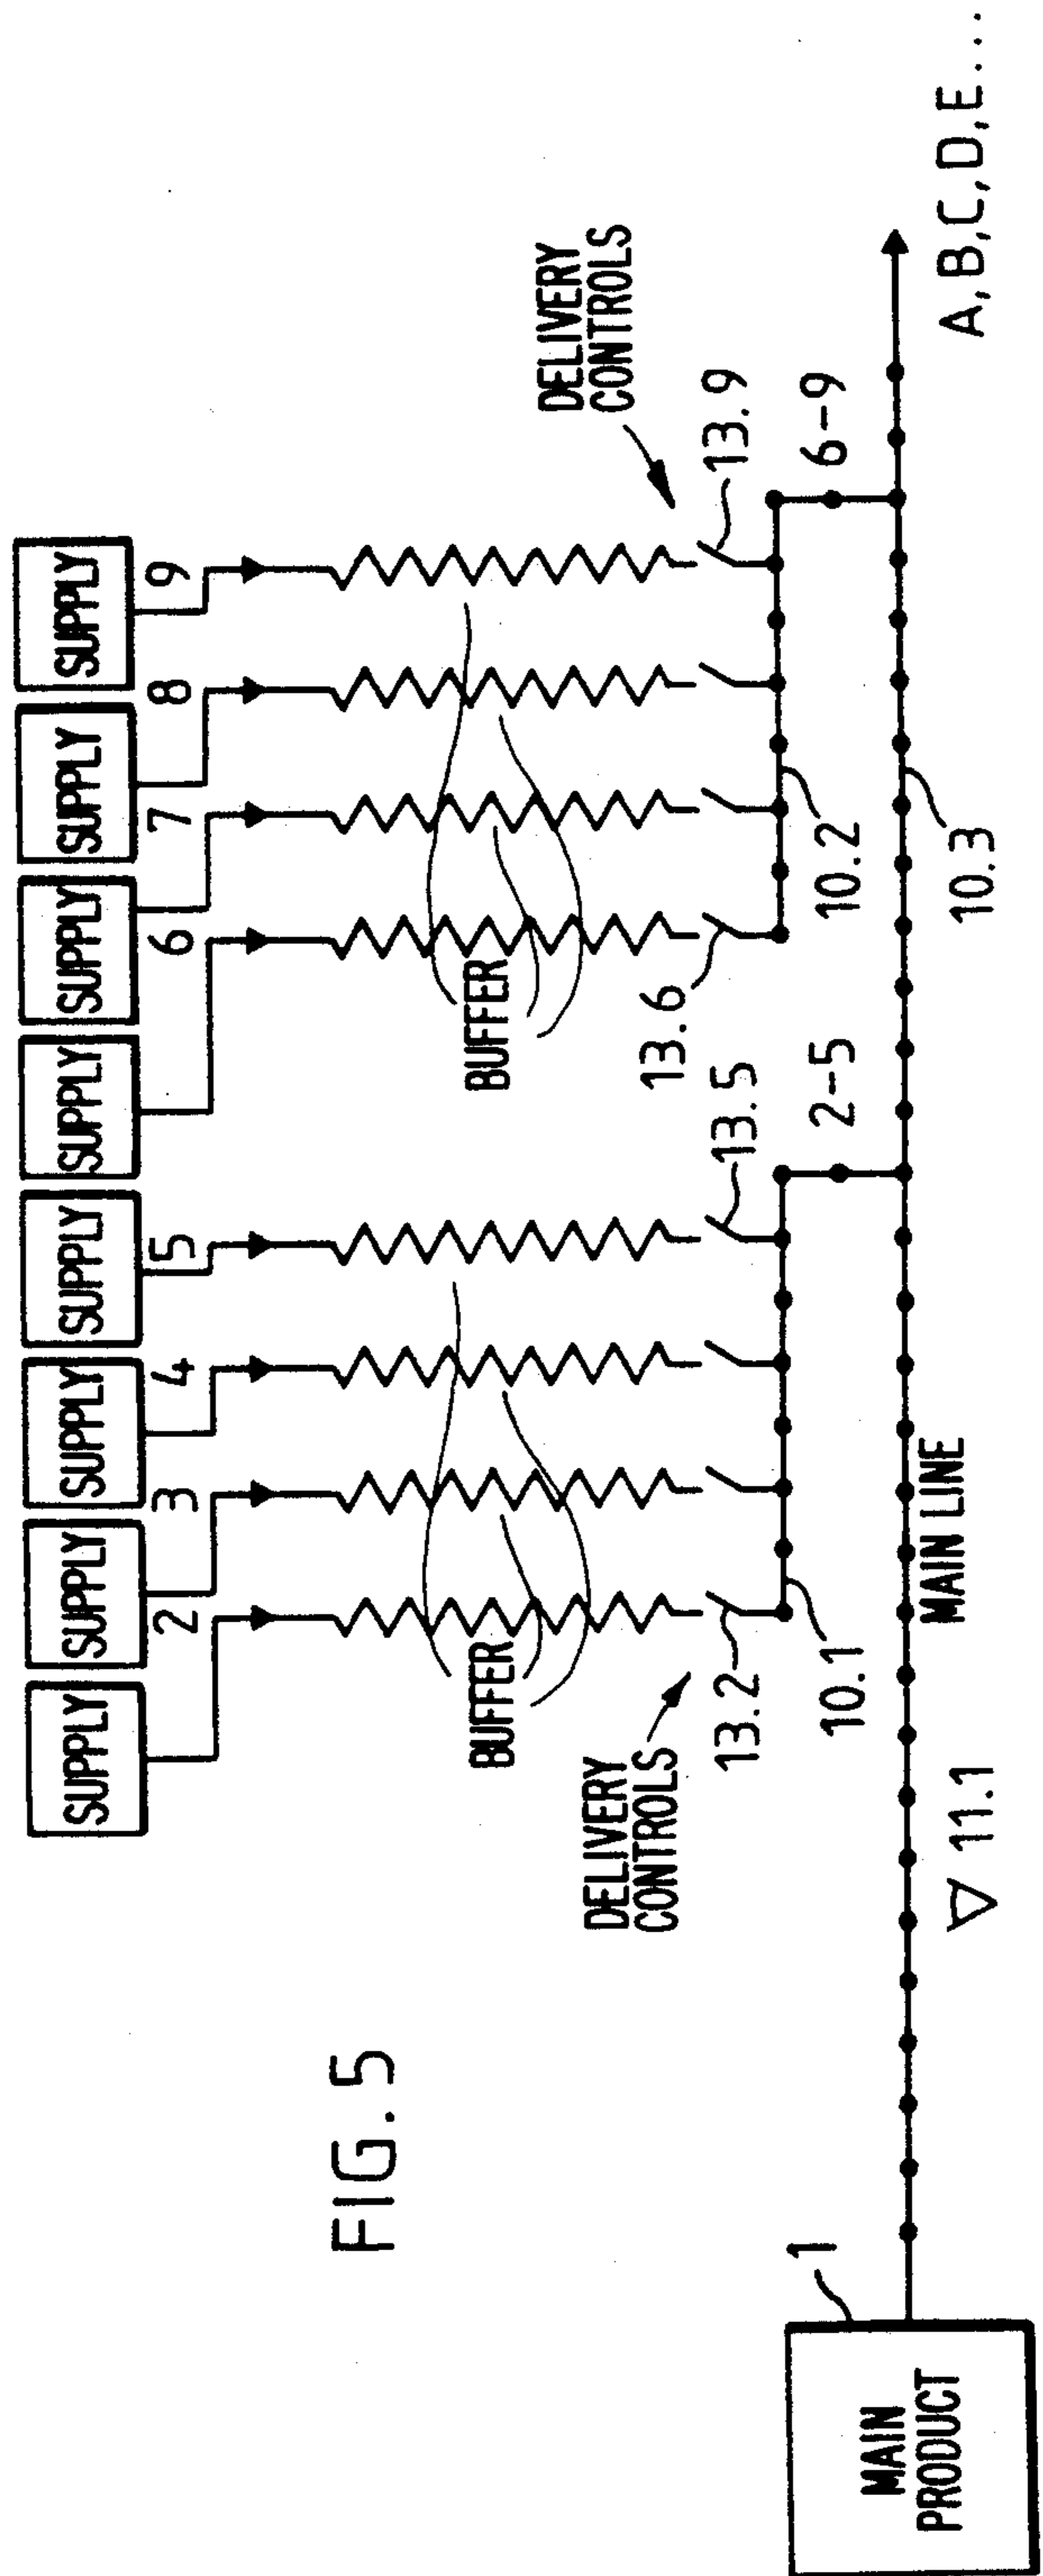 SUPPLY
SUPPLY
SUPPLY
SUPPLY
SUPPLY
SUPPLY
SUPPLY
SUPPLY
2
3
4
5
6
7
8
9
FIG. 5
BUFFER
BUFFER
DELIVERY
CONTROLS
DELIVERY
CONTROLS
13.2
13.5
13.6
13.9
10.1
2-5
10.2
6-9
1
MAIN
PRODUCT
11.1
MAIN LINE
10.3
A,B,C,D,E....